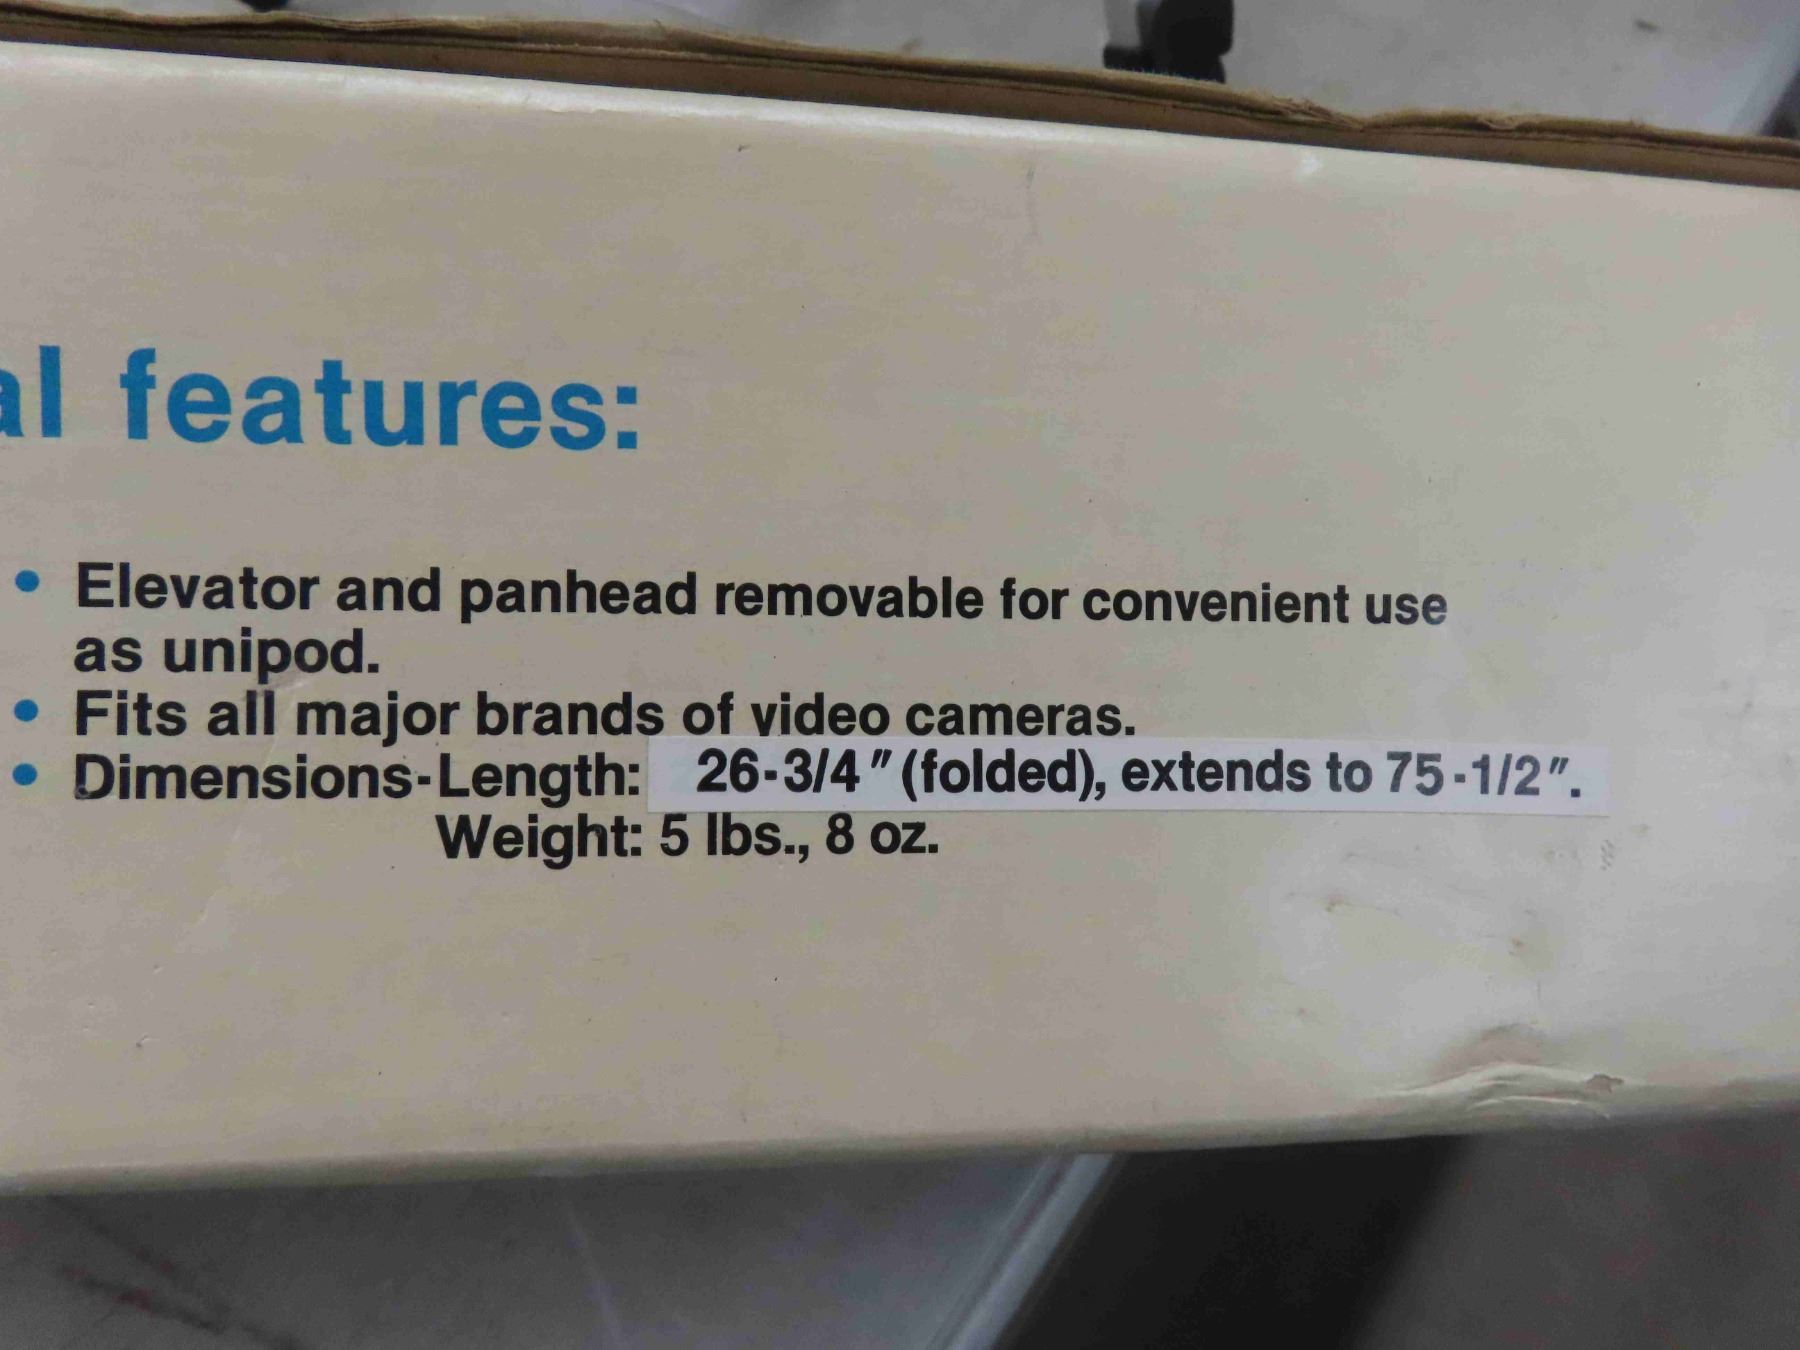 al features:
• Elevator and panhead removable for convenient use
as unipod.
• Fits all major brands of video cameras.
• Dimensions-Length: 26-3/4" (folded), extends to 75-1/2".
Weight: 5 lbs., 8 oz.